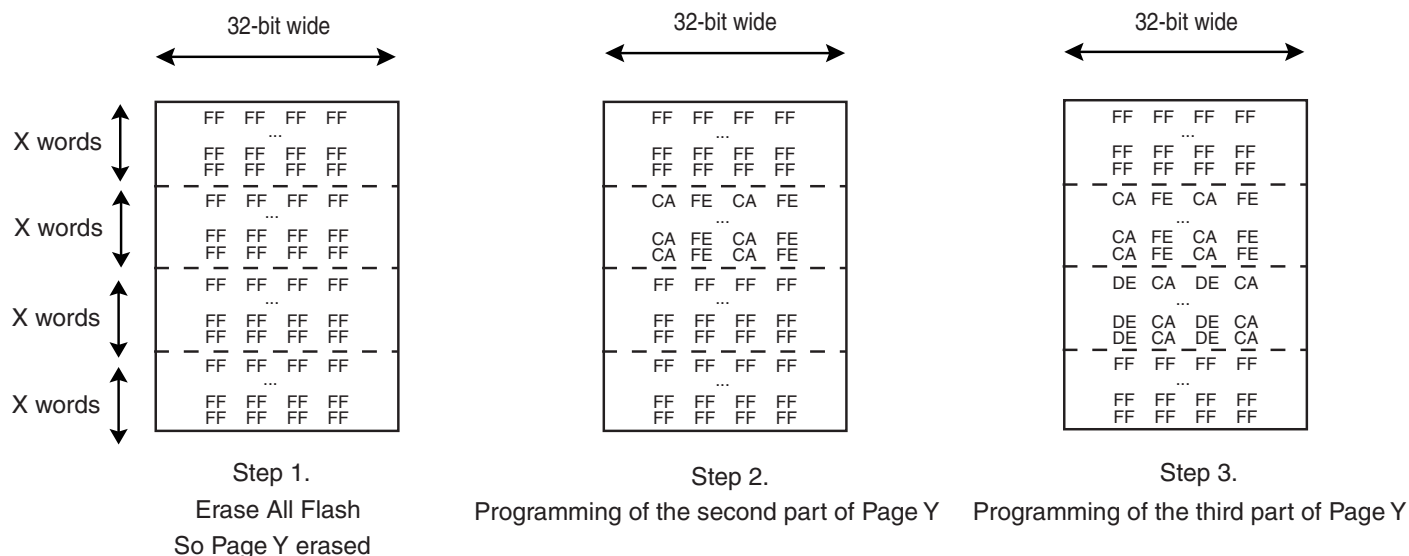 32-bit wide
32-bit wide
32-bit wide
X words
X words
X words
X words
FF FF FF FF
...
FF FF FF FF
FF FF FF FF
FF FF FF FF
...
FF FF FF FF
FF FF FF FF
FF FF FF FF
...
FF FF FF FF
FF FF FF FF
FF FF FF FF
...
FF FF FF FF
FF FF FF FF
Step 1.
Erase All Flash
So Page Y erased
FF FF FF FF
...
FF FF FF FF
FF FF FF FF
CA FE CA FE
...
CA FE CA FE
CA FE CA FE
FF FF FF FF
...
FF FF FF FF
FF FF FF FF
FF FF FF FF
...
FF FF FF FF
FF FF FF FF
Step 2.
Programming of the second part of Page Y
FF FF FF FF
...
FF FF FF FF
FF FF FF FF
CA FE CA FE
...
CA FE CA FE
CA FE CA FE
DE CA DE CA
...
DE CA DE CA
DE CA DE CA
FF FF FF FF
...
FF FF FF FF
FF FF FF FF
Step 3.
Programming of the third part of Page Y